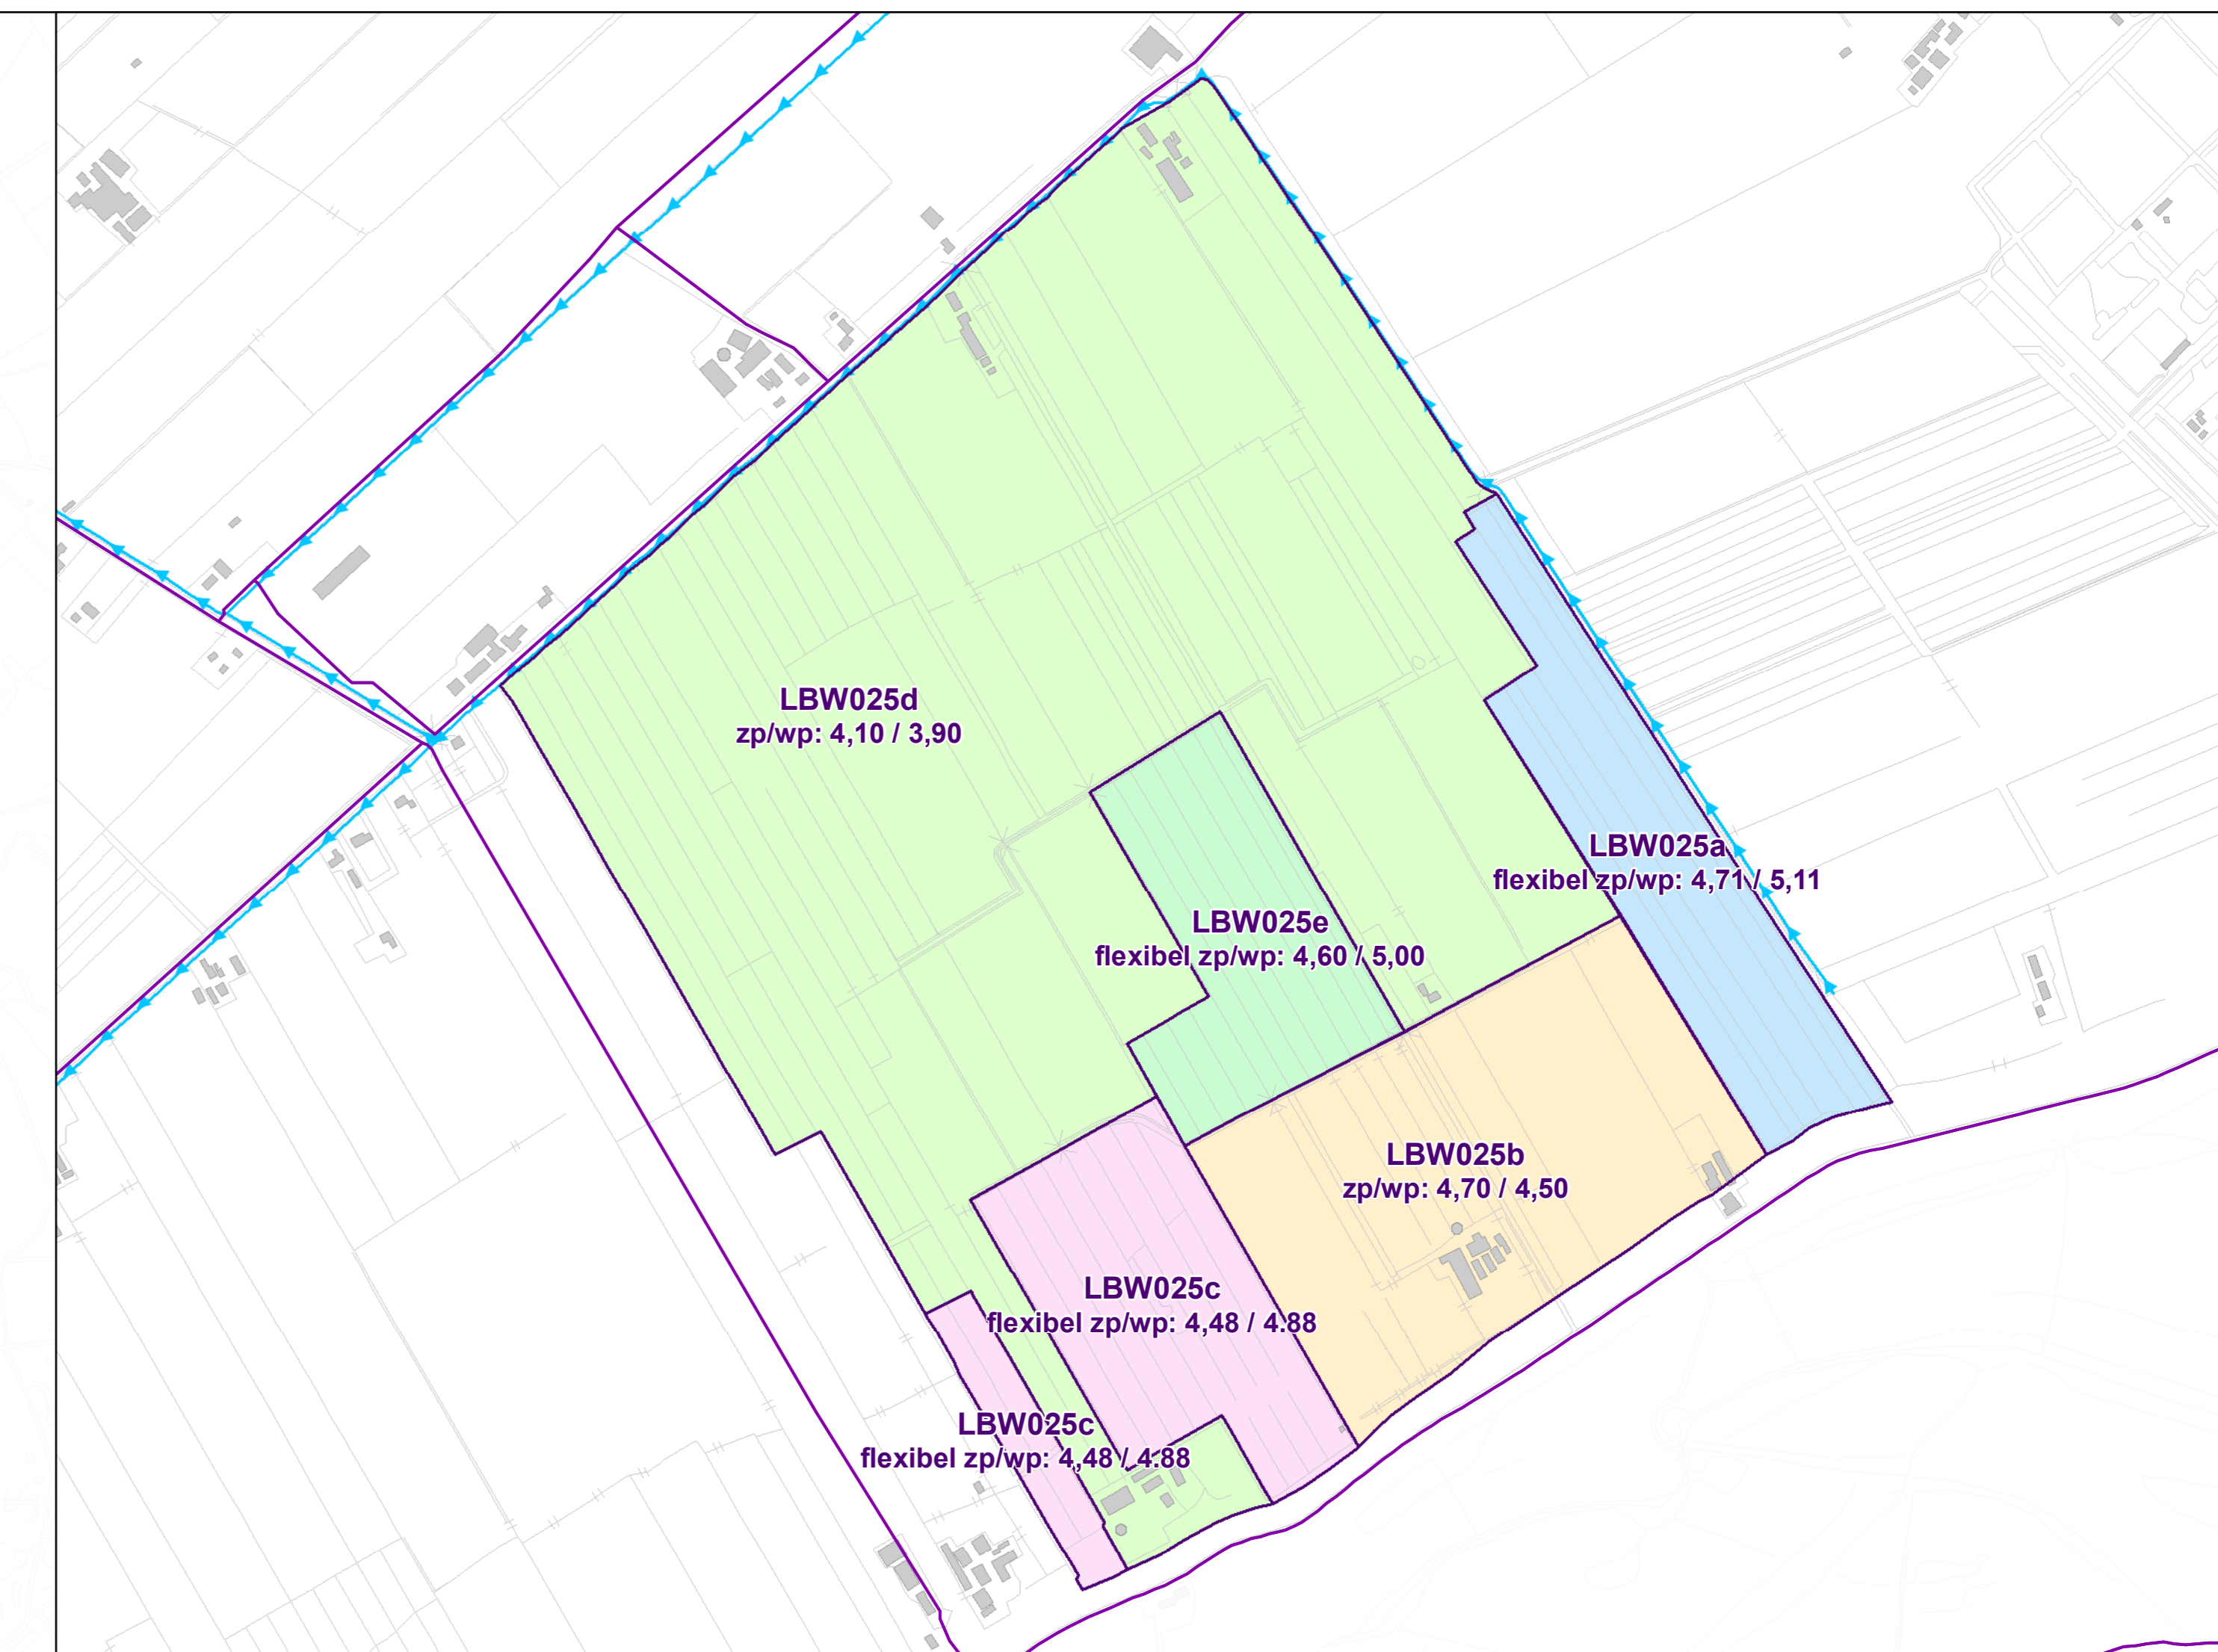 LBW025d
zp/wp: 4,10 / 3,90
LBW025a
flexibel zp/wp: 4,71 / 5,11
LBW025e
flexibel zp/wp: 4,60 / 5,00
LBW025b
zp/wp: 4,70 / 4,50
LBW025c
flexibel zp/wp: 4,48 / 4.88
LBW025c
flexibel zp/wp: 4,48 / 4.88